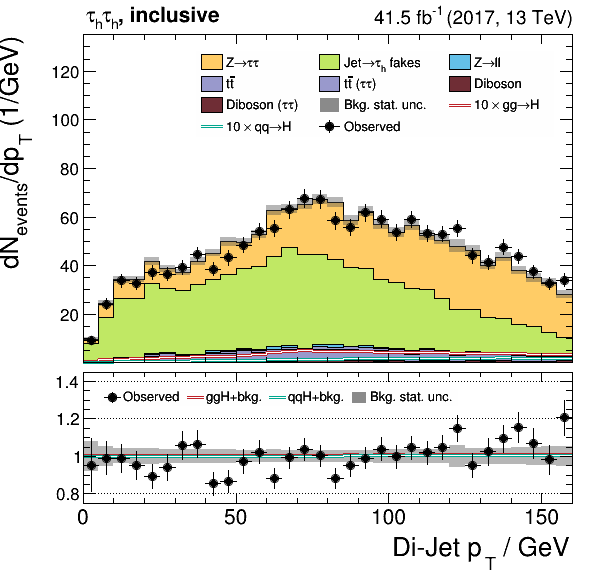 τhτh, inclusive 41.5 fb-1 (2017, 13 TeV)
dNevents/dpT (1/GeV)
120
100
80
60
40
20
Z→ττ Jet→τh fakes Z→ll
tt̄ tt̄ (ττ) Diboson
Diboson (ττ) Bkg. stat. unc. 10 × gg→H
10 × qq→H Observed
1.4
1.2
1
0.8
Observed ggH+bkg. qqH+bkg. Bkg. stat. unc.
0 50 100 150
Di-Jet pT / GeV